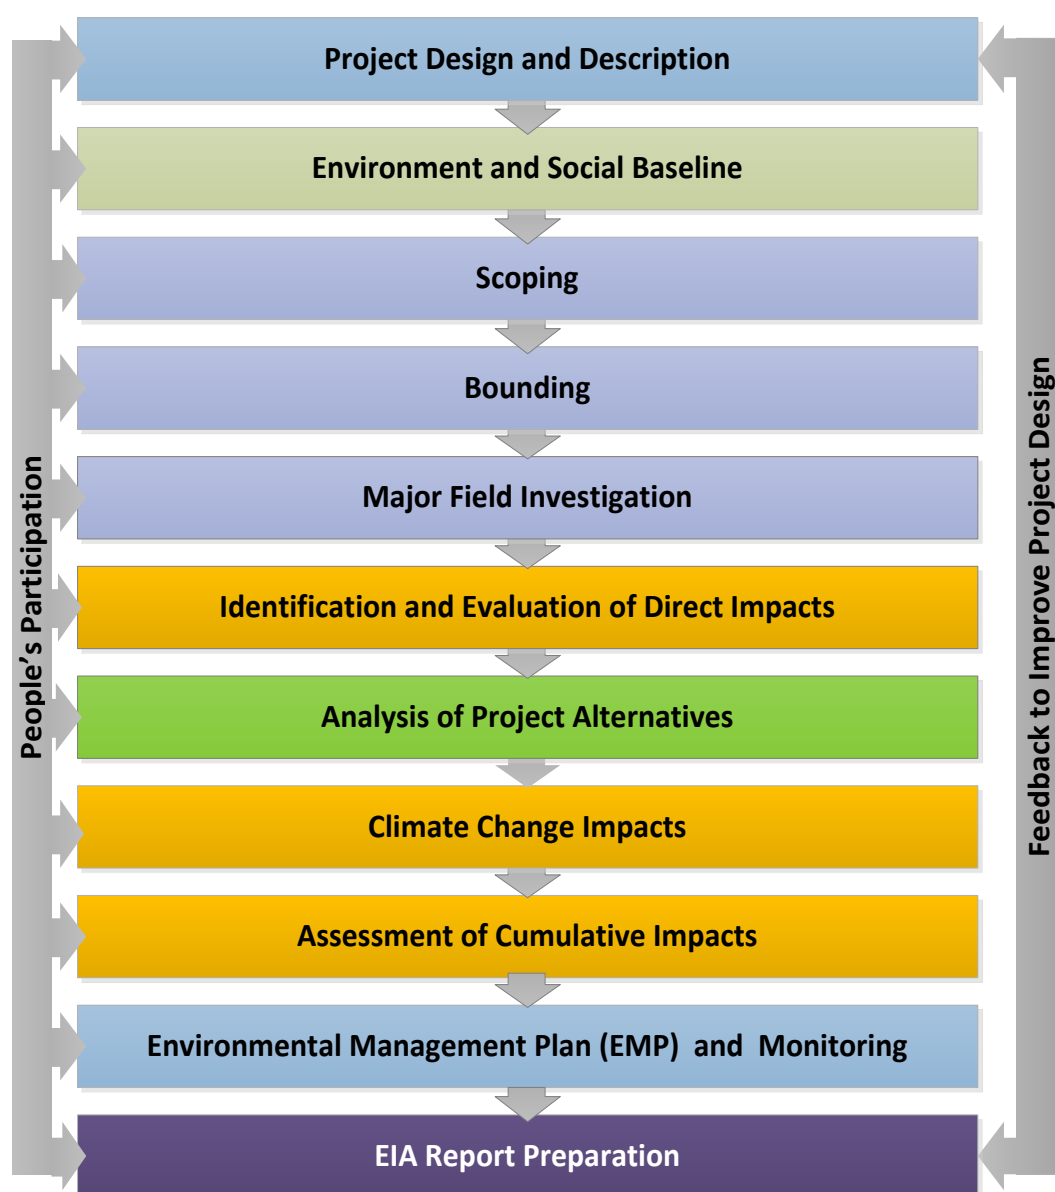 Project Design and Description
Environment and Social Baseline
Scoping
Bounding
Major Field Investigation
Identification and Evaluation of Direct Impacts
Analysis of Project Alternatives
Climate Change Impacts
Assessment of Cumulative Impacts
Environmental Management Plan (EMP)  and  Monitoring
EIA Report Preparation
People’s Participation
Feedback to Improve Project Design